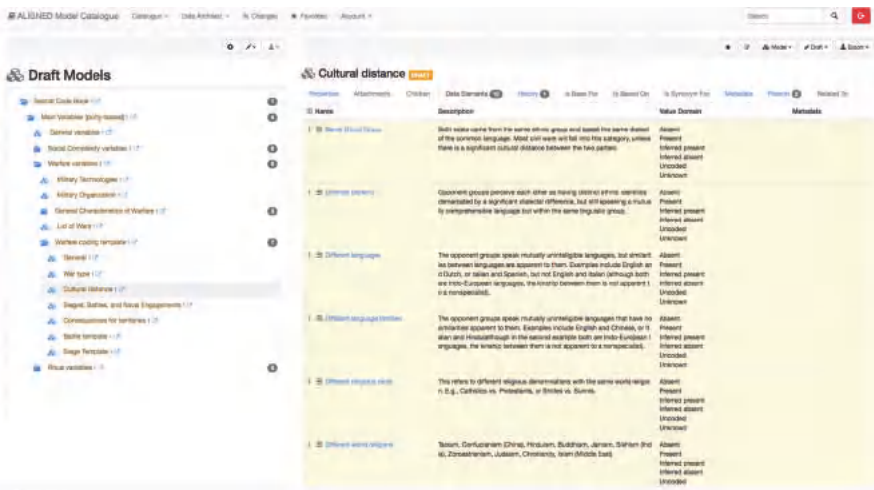 ALIGNED Model Catalogue Catalogue Data Architect Changes Favorites Account Search
Model Draft Export
Draft Models
Seshat Code Book
Main Variables (polity-based)
General variables
Social Complexity variables
Warfare variables
Military Technologies
Military Organization
General Characteristics of Warfare
List of Wars
Warfare coding template
General
War type
Cultural distance
Sieges, Battles, and Naval Engagements
Consequences for territories
Battle template
Siege Template
Ritual variables
Cultural distance
Properties Attachments Children Data Elements History Is Base For Is Based On Is Synonym For Metadata Parents Related To
Name Description Value Domain Metadata
Both sides came from the same ethnic group and speak the same dialect
of the common language. Most civil wars will fall into this category, unless
there is a significant cultural distance between the two parties.
Absent
Present
Inferred present
Inferred absent
Uncoded
Unknown
Opponent groups perceive each other as having distinct ethnic identities
demarcated by a significant dialectal difference, but still speaking a mutua
lly comprehensible language but within the same linguistic group.
Absent
Present
Inferred present
Inferred absent
Uncoded
Unknown
Different languages
The opponent groups speak mutually unintelligible languages, but similarit
ies between languages are apparent to them. Examples include English an
d Dutch, or Italian and Spanish, but not English and Italian (although both
are Indo-European languages, the kinship between them is not apparent t
o a nonspecialist).
Absent
Present
Inferred present
Inferred absent
Uncoded
Unknown
Different language families
The opponent groups speak mutually unintelligible languages that have no
similarities apparent to them. Examples include English and Chinese, or It
alian and Hindu(although in the second example both are Indo-European l
anguages, the kinship between them is not apparent to a nonspecialist).
Absent
Present
Inferred present
Inferred absent
Uncoded
Unknown
Different religious sects
This refers to different religious denominations with the same world religio
n. E.g., Catholics vs. Protestants, or Shiites vs. Sunnis.
Absent
Present
Inferred present
Inferred absent
Uncoded
Unknown
Different world religions
Taoism, Confucianism (China), Hinduism, Buddhism, Jainism, Sikhism (Ind
ia), Zoroastrianism, Judaism, Christianity, Islam (Middle East)
Absent
Present
Inferred present
Inferred absent
Uncoded